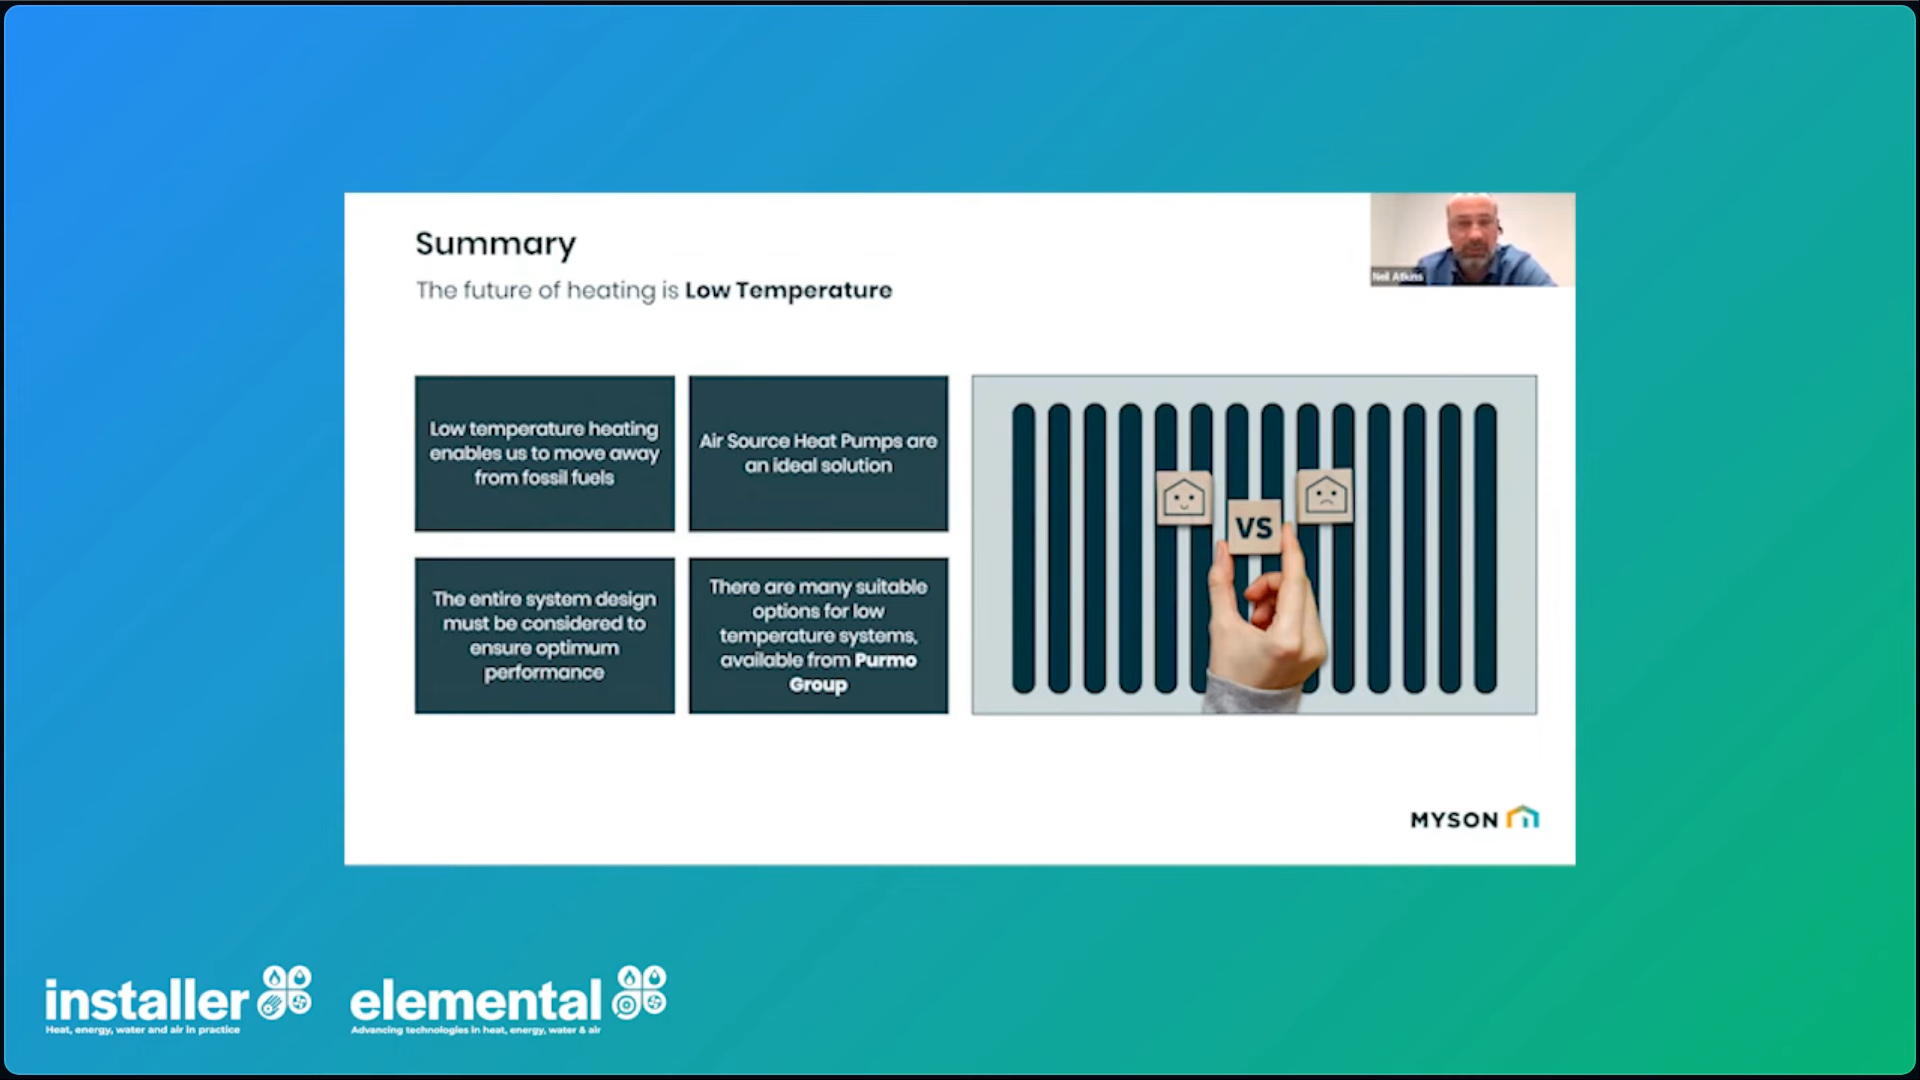 Summary
The future of heating is Low Temperature
Neil Atkins
Low temperature heating
enables us to move away
from fossil fuels
Air Source Heat Pumps are
an ideal solution
The entire system design
must be considered to
ensure optimum
performance
There are many suitable
options for low
temperature systems,
available from Purmo
Group
VS
MYSON
installer
Heat, energy, water and air in practice
elemental
Advancing technologies in heat, energy, water & air